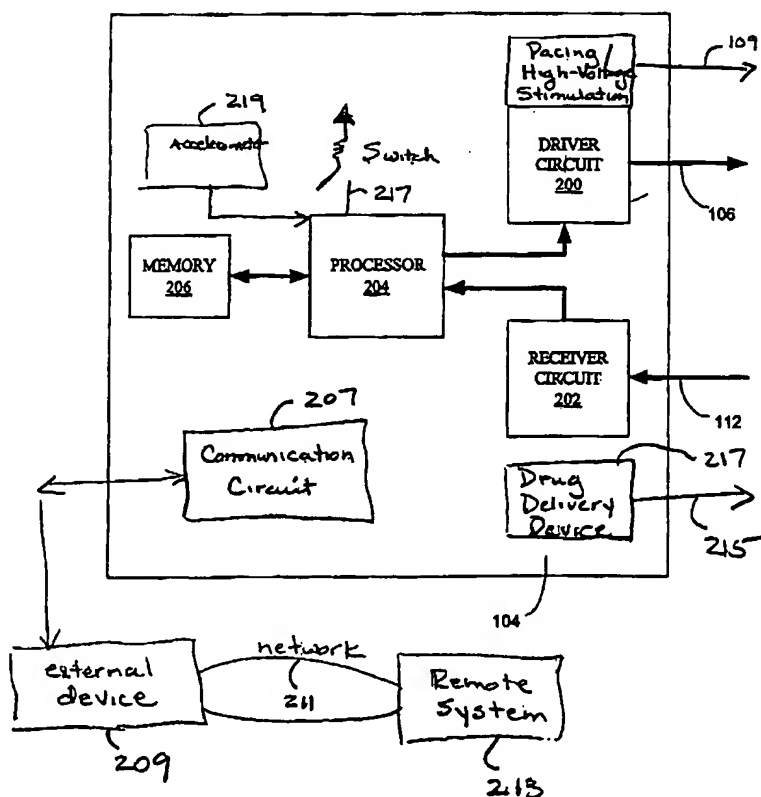 Pacing/
High-Voltage
Stimulation
109
219
Accelerometer
Switch
217
DRIVER
CIRCUIT
200
106
MEMORY
206
PROCESSOR
204
RECEIVER
CIRCUIT
202
112
207
Communication
Circuit
217
Drug
Delivery
Device
215
104
external
device
209
network
211
Remote
System
213